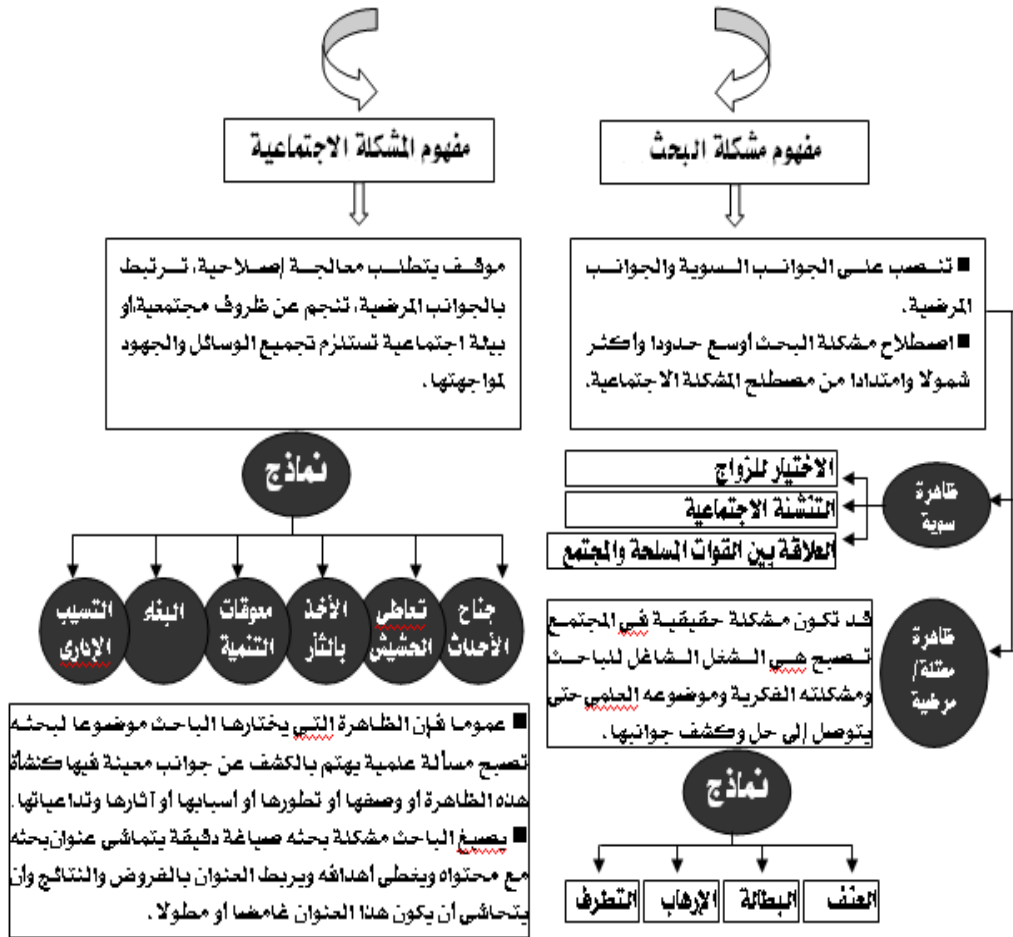 مفهوم مشكلة البحث
■ تنصب على الجوانب السوية والجوانب
المرضية.
■ اصطلاح مشكلة البحث أوسع حدودا وأكثر
شمولا وامتدادا من مصطلح المشكلة الاجتماعية.
ظاهرة
سوية
الاختيار للزواج
التنشئة الاجتماعية
العلاقة بين القوات المسلحة والمجتمع
ظاهرة
معتلة/
مرضية
قد تكون مشكلة حقيقية في المجتمع
تصبح هي الشغل الشاغل للباحث
ومشكلته الفكرية وموضوعه العلمي حتى
يتوصل إلى حل وكشف جوانبها.
نماذج
العنف
البطالة
الإرهاب
التطرف
مفهوم المشكلة الاجتماعية
موقف يتطلب معالجة إصلاحية، ترتبط
بالجوانب المرضية، تنجم عن ظروف مجتمعية،أو
بيئة اجتماعية تستلزم تجميع الوسائل والجهود
لمواجهتها.
نماذج
جناح
الأحداث
تعاطى
الحشيش
الأخذ
بالثأر
معوقات
التنمية
البغاء
التسيب
الإدارى
■ عموما فإن الظاهرة التي يختارها الباحث موضوعا لبحثه
تصبح مسألة علمية يهتم بالكشف عن جوانب معينة فيها كنشأة
هذه الظاهرة أو وصفها أو تطورها أو أسبابها أو آثارها وتداعياتها.
■ يصيغ الباحث مشكلة بحثه صياغة دقيقة يتماشى عنوان بحثه
مع محتواه ويغطي أهدافه ويربط العنوان بالفروض والنتائج وأن
يتحاشى أن يكون هذا العنوان غامضا أو مطولا.